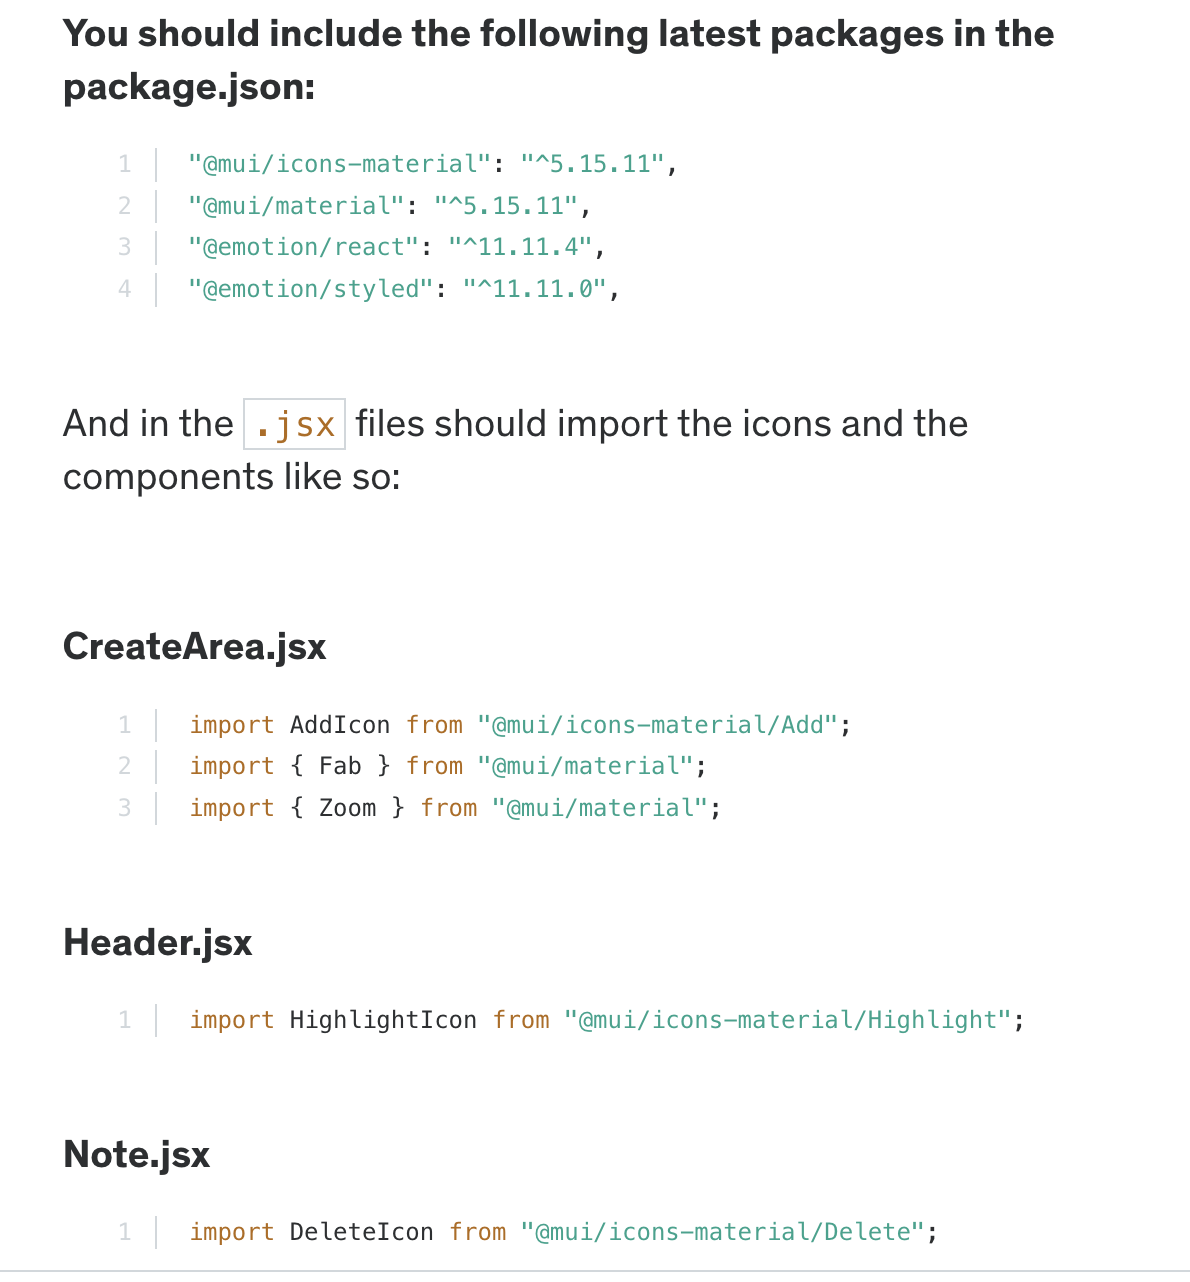 You should include the following latest packages in the
package.json:
1 "@mui/icons-material": "^5.15.11",
2 "@mui/material": "^5.15.11",
3 "@emotion/react": "^11.11.4",
4 "@emotion/styled": "^11.11.0",
And in the .jsx files should import the icons and the
components like so:
CreateArea.jsx
1 import AddIcon from "@mui/icons-material/Add";
2 import { Fab } from "@mui/material";
3 import { Zoom } from "@mui/material";
Header.jsx
1 import HighlightIcon from "@mui/icons-material/Highlight";
Note.jsx
1 import DeleteIcon from "@mui/icons-material/Delete";